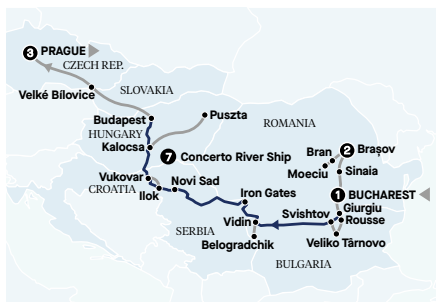 3 PRAGUE
CZECH REP.
Velké Bílovice
SLOVAKIA
Budapest
Puszta
HUNGARY
ROMANIA
Kalocsa
7 Concerto River Ship
Bran
2 Brașov
Moeciu
Sinaia
Vukovar
Novi Sad
CROATIA
Ilok
Iron Gates
1 BUCHAREST
Giurgiu
Svishtov
Rousse
Vidin
SERBIA
Belogradchik
Veliko Tárnovo
BULGARIA